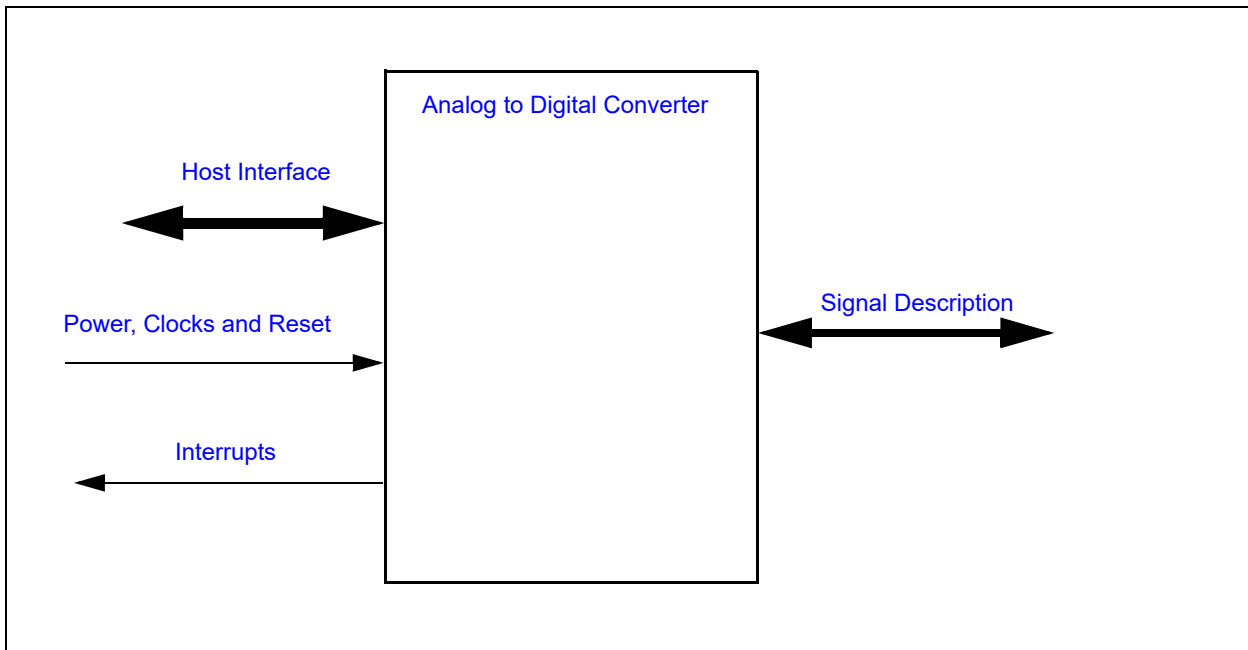 Analog to Digital Converter
Host Interface
Signal Description
Power, Clocks and Reset
Interrupts